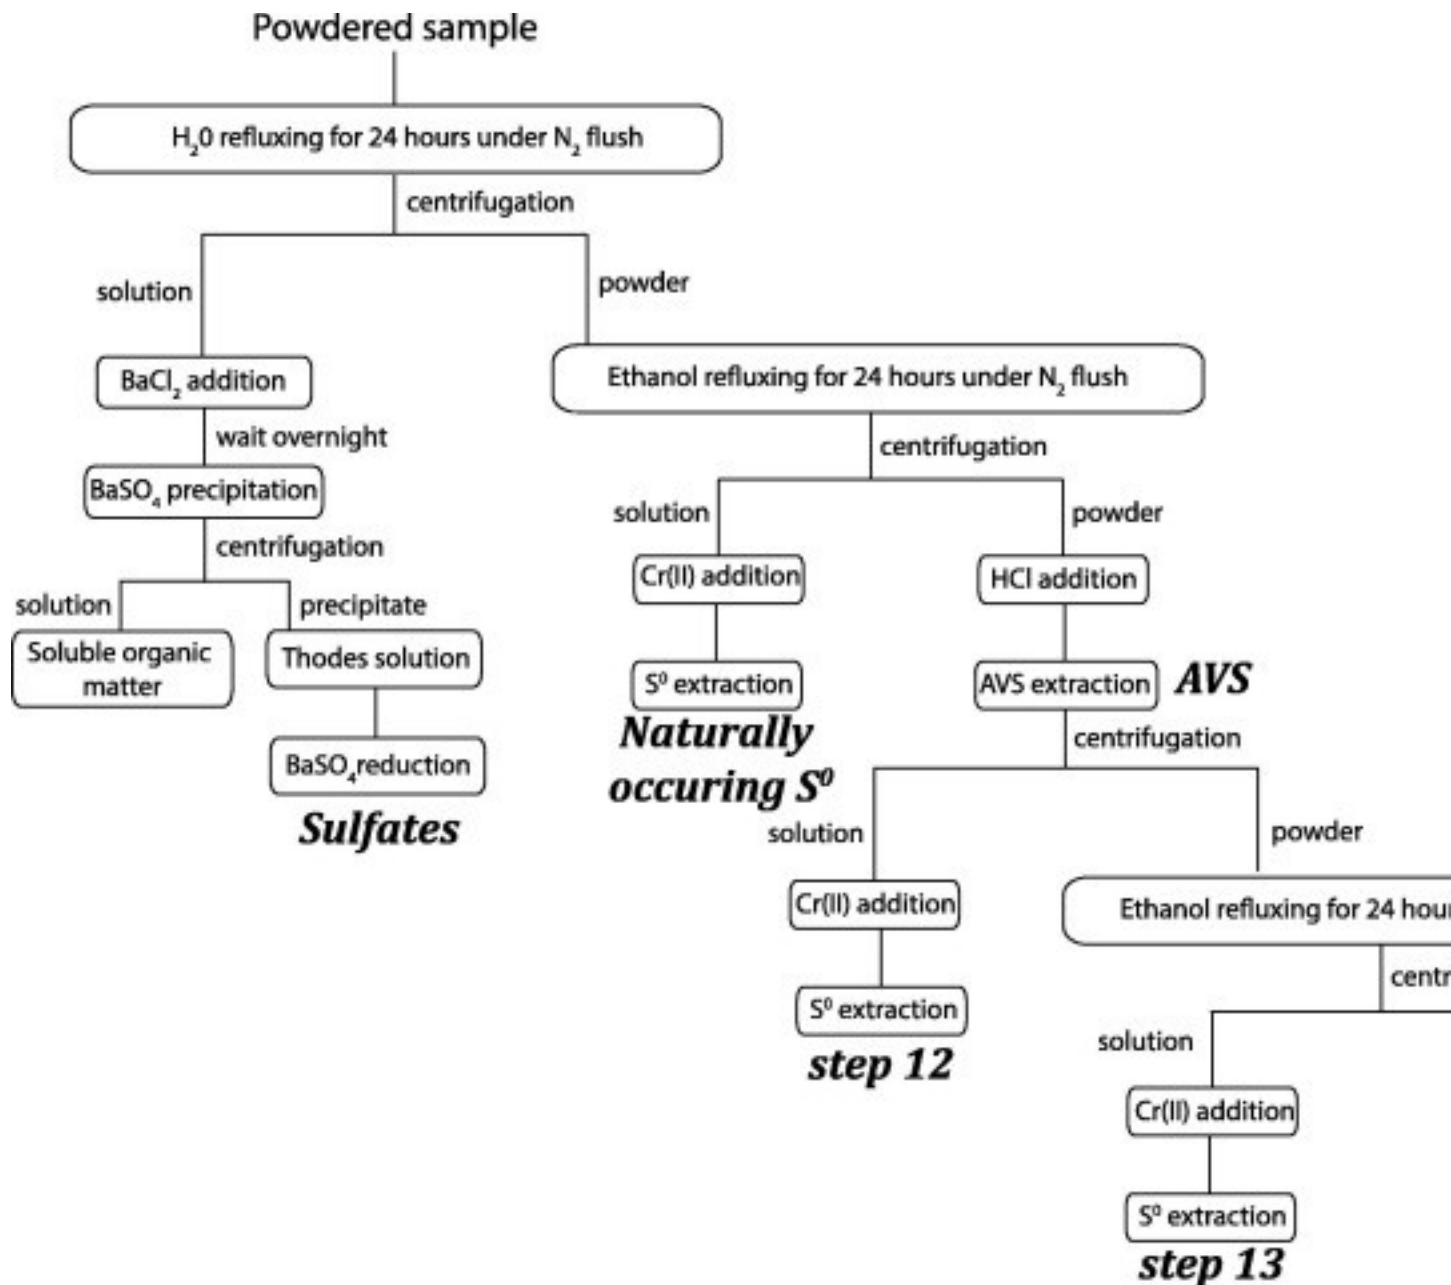 Powdered sample
H₂0 refluxing for 24 hours under N₂ flush
centrifugation
solution
powder
BaCl₂ addition
Ethanol refluxing for 24 hours under N₂ flush
wait overnight
centrifugation
BaSO₄ precipitation
solution
powder
centrifugation
Cr(II) addition
HCl addition
solution
precipitate
Soluble organic
matter
Thodes solution
S⁰ extraction
AVS extraction
AVS
Naturally
occuring S⁰
centrifugation
BaSO₄reduction
Sulfates
solution
powder
Cr(II) addition
Ethanol refluxing for 24 hour
centr
S⁰ extraction
step 12
solution
Cr(II) addition
S⁰ extraction
step 13